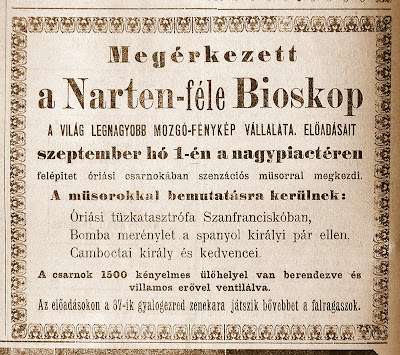 Megérkezett
a Narten-féle Bioskop
A VILÁG LEGNAGYOBB MOZGÓ-FÉNYKÉP VÁLLALATA. ELŐADÁSAIT
szeptember hó 1-én a nagypiactéren
felépitet óriási csarnokában szenzációs müsorral megkezdi.
A müsorokkal bemutatásra kerülnek:
Óriási tüzkatasztrófa Szanfranciskóban,
Bomba merénylet a spanyol királyi pár ellen,
Camboctai király és kedvencei.
A csarnok 1500 kényelmes ülőhelyel van berendezve és
villamos erővel ventilálva.
Az előadásokon a 37-ik gyalogezred zenekara játszik bővebbet a falragaszok.